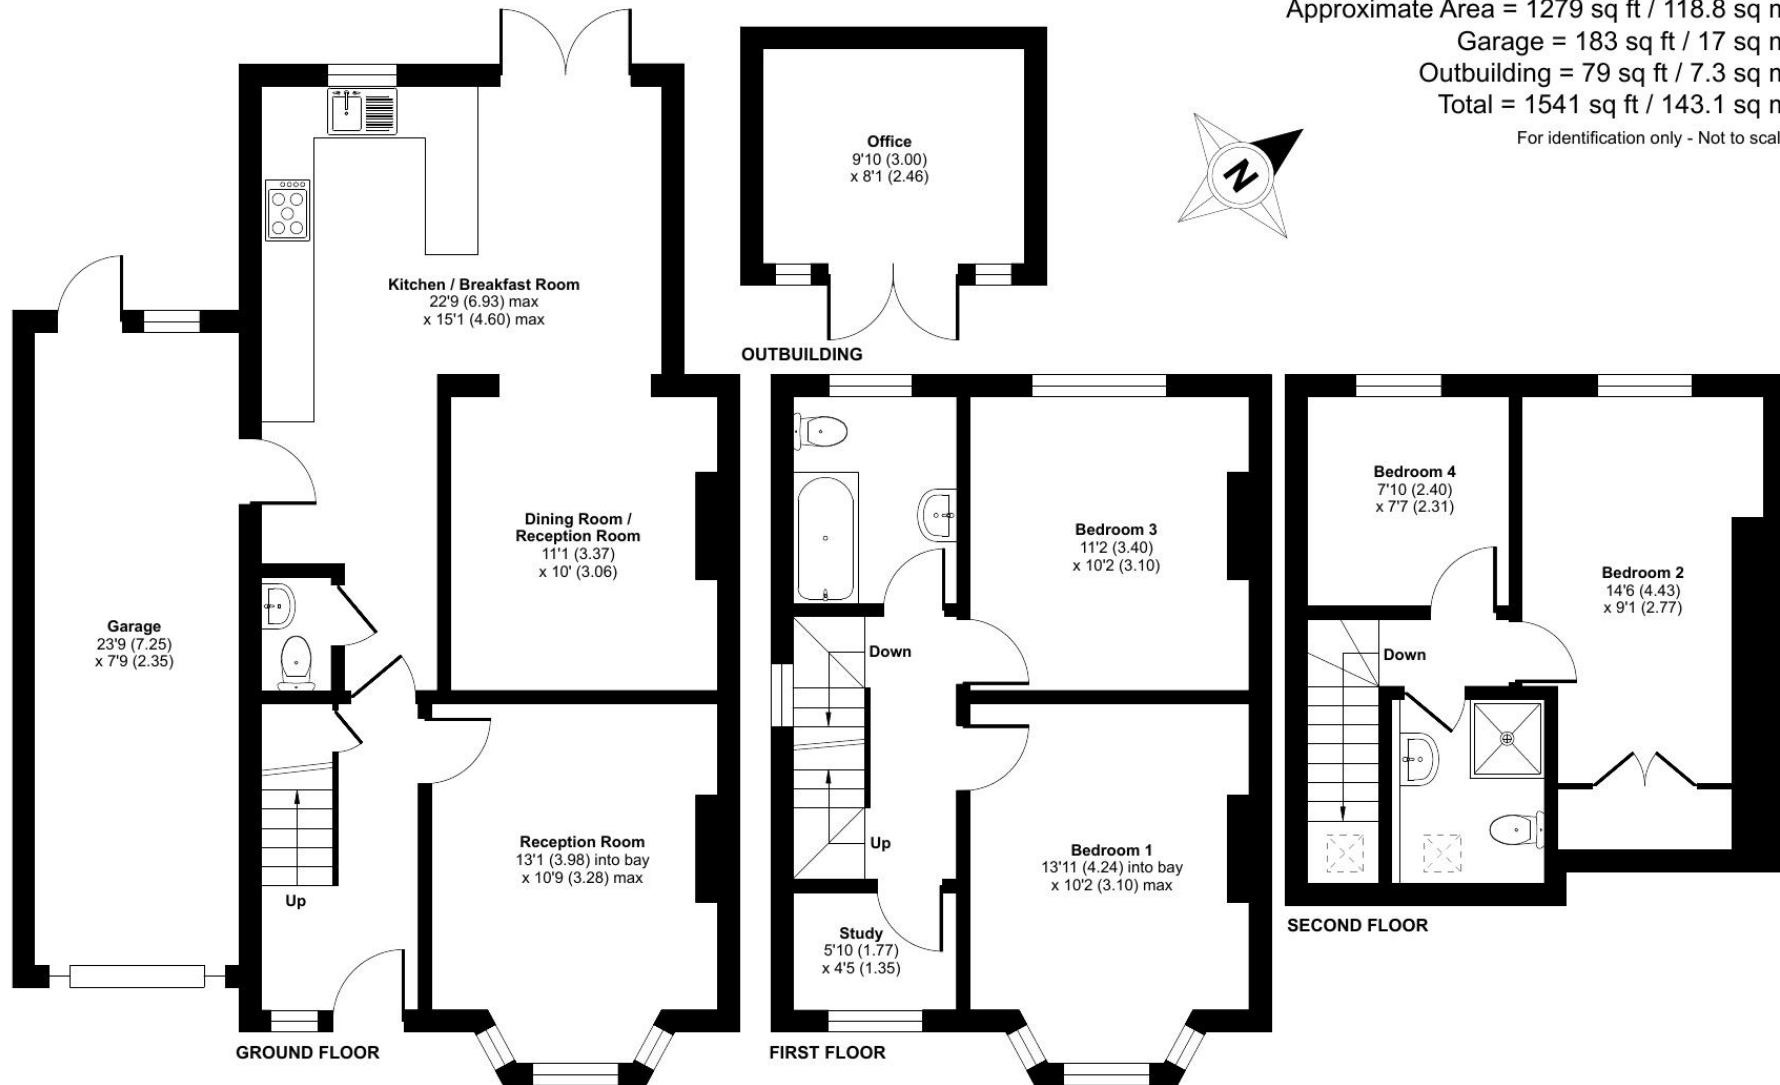 Approximate Area = 1279 sq ft / 118.8 sq m
Garage = 183 sq ft / 17 sq m
Outbuilding = 79 sq ft / 7.3 sq m
Total = 1541 sq ft / 143.1 sq m
For identification only - Not to scal
N
Office
9'10 (3.00)
x 8'1 (2.46)
OUTBUILDING
Kitchen / Breakfast Room
22'9 (6.93) max
x 15'1 (4.60) max
Dining Room /
Reception Room
11'1 (3.37)
x 10' (3.06)
Garage
23'9 (7.25)
x 7'9 (2.35)
Reception Room
13'1 (3.98) into bay
x 10'9 (3.28) max
Up
GROUND FLOOR
Bedroom 3
11'2 (3.40)
x 10'2 (3.10)
Down
Up
Bedroom 1
13'11 (4.24) into bay
x 10'2 (3.10) max
Study
5'10 (1.77)
x 4'5 (1.35)
FIRST FLOOR
Bedroom 4
7'10 (2.40)
x 7'7 (2.31)
Bedroom 2
14'6 (4.43)
x 9'1 (2.77)
Down
SECOND FLOOR